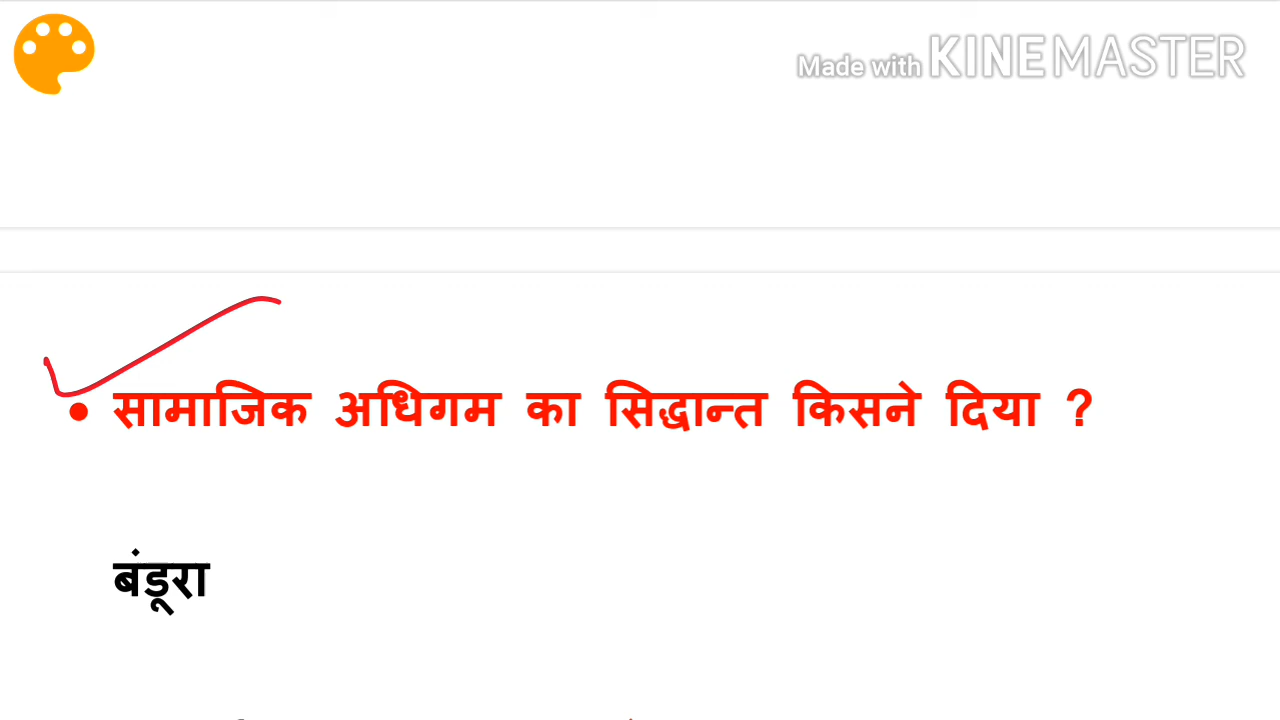 Made with KINEMASTER
• सामाजिक अधिगम का सिद्धान्त किसने दिया ?
बंडूरा